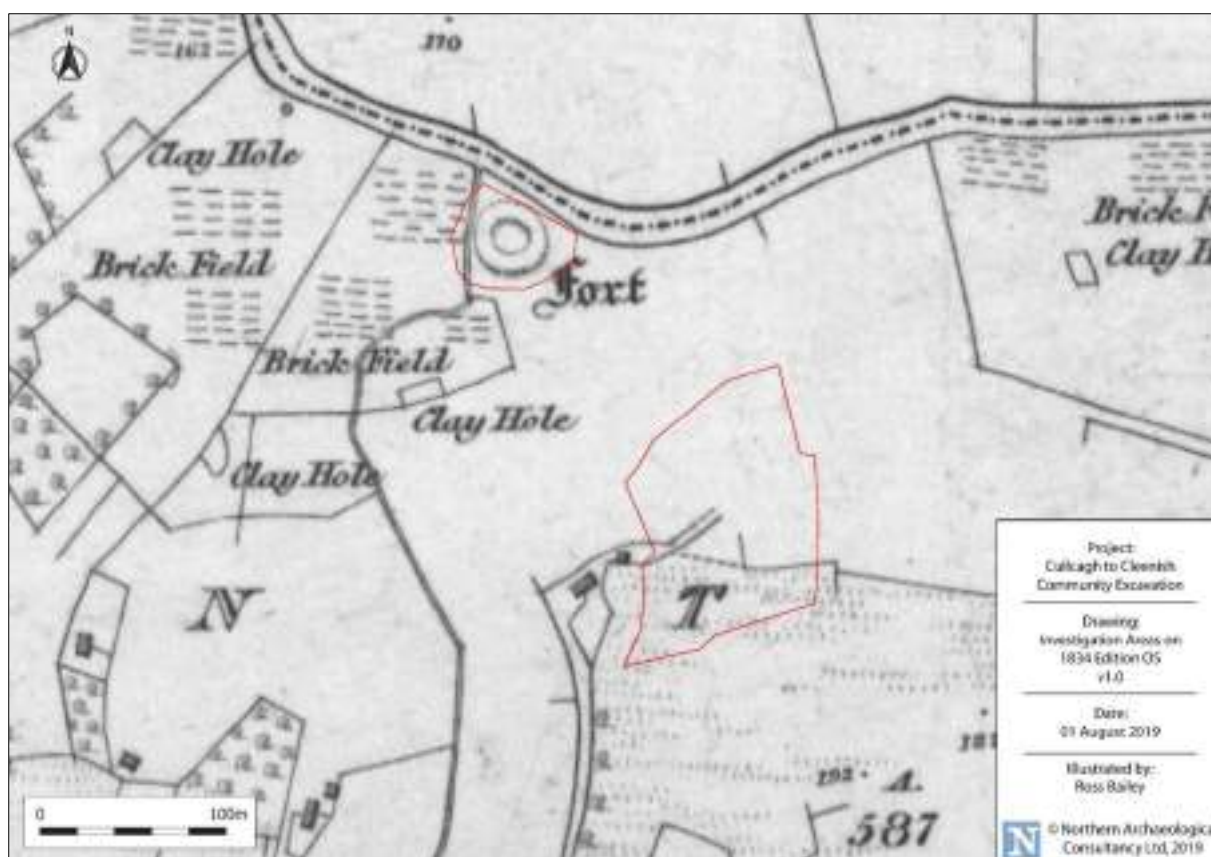 N
162
210
Clay Hole
Brick Field
Fort
Brick Field
Clay Hole
Clay Hole
Brick
Clay H
N
T
192
A.
587
0 100m
Project:
Cuilcagh to Cleenish
Community Excavation
Drawing:
Investigation Areas on
1834 Edition OS
v1.0
Date:
01 August 2019
Illustrated by:
Ross Bailey
N
© Northern Archaeologica
Consultancy Ltd, 2019